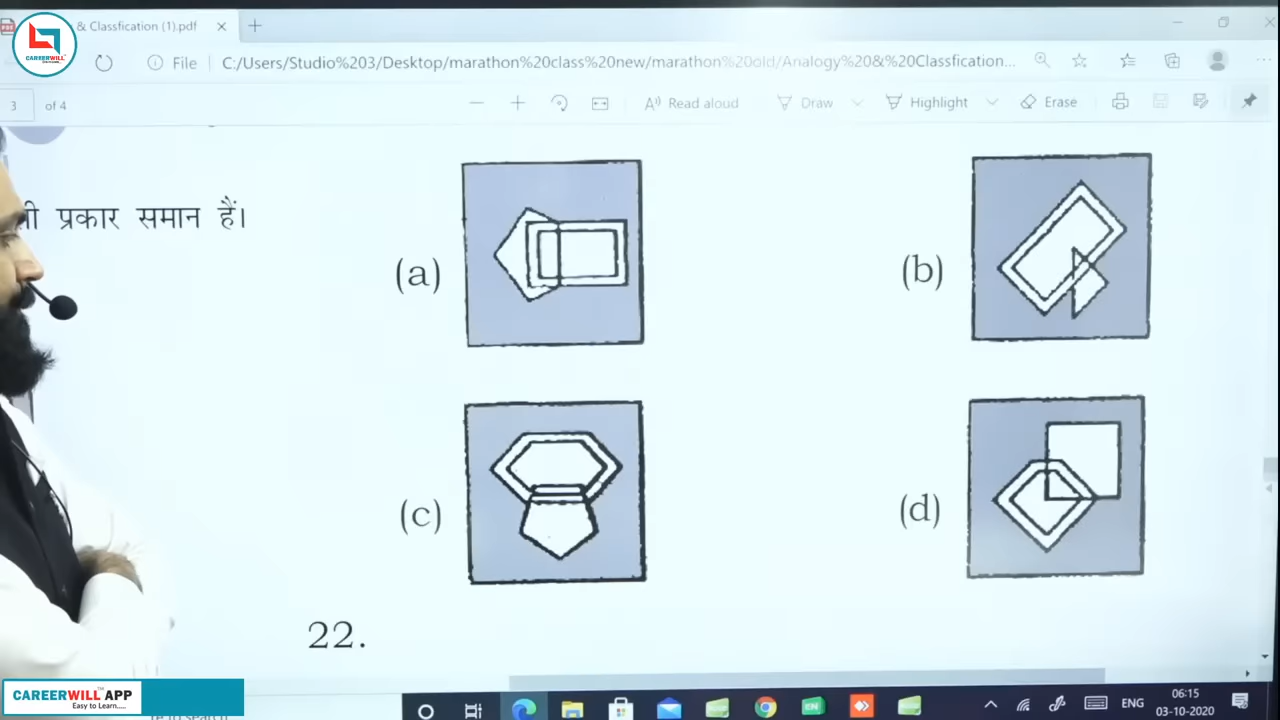 & Classfication (1).pdf
CAREERWILL
File
C:/Users/Studio%203/Desktop/marathon%20class%20new/marathon%20old/Analogy%20&%20Classfication...
3 of 4
Read aloud Draw Highlight Erase
प्रकार समान हैं।
(a)
(b)
(c)
(d)
22.
CAREERWILL APP
Easy to Learn.....
ENG
06:15
03-10-2020